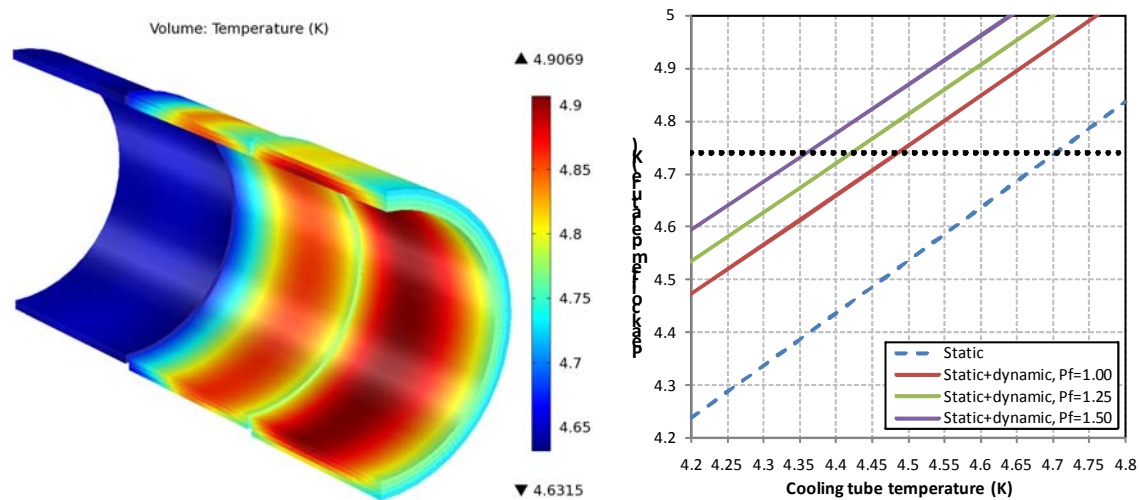 Volume: Temperature (K)
▲ 4.9069
4.9
4.85
4.8
4.75
4.7
4.65
▼ 4.6315
Peak coil Temperature (K)
5
4.9
4.8
4.7
4.6
4.5
4.4
4.3
4.2
Static
Static+dynamic, Pf=1.00
Static+dynamic, Pf=1.25
Static+dynamic, Pf=1.50
4.2 4.25 4.3 4.35 4.4 4.45 4.5 4.55 4.6 4.65 4.7 4.75 4.8
Cooling tube temperature (K)